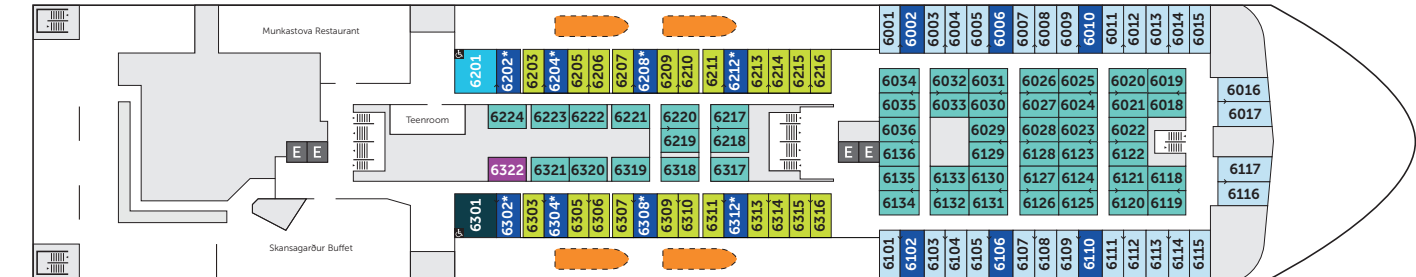 6001 6002 6003 6004 6005 6006 6007 6008 6009 6010 6011 6012 6013 6014 6015
Munkastova Restaurant
6201 6202* 6203 6204* 6205 6206 6207 6208* 6209 6210 6211 6212* 6213 6214 6215 6216
6034 6032 6031 6026 6025 6020 6019
6016
6035 6033 6030 6027 6024 6021 6018
6017
Teenroom
6224 6223 6222 6221 6220 6217
6036 6029 6028 6023 6022
6219 6218
E E
E E
6136 6129 6128 6123 6122
6322 6321 6320 6319 6318 6317
6117
6135 6133 6130 6127 6124 6121 6118
6116
6134 6132 6131 6126 6125 6120 6119
6301 6302* 6303 6304* 6305 6306 6307 6308* 6309 6310 6311 6312* 6313 6314 6315 6316
Skansagarður Buffet
6101 6102 6103 6104 6105 6106 6107 6108 6109 6110 6111 6112 6113 6114 6115